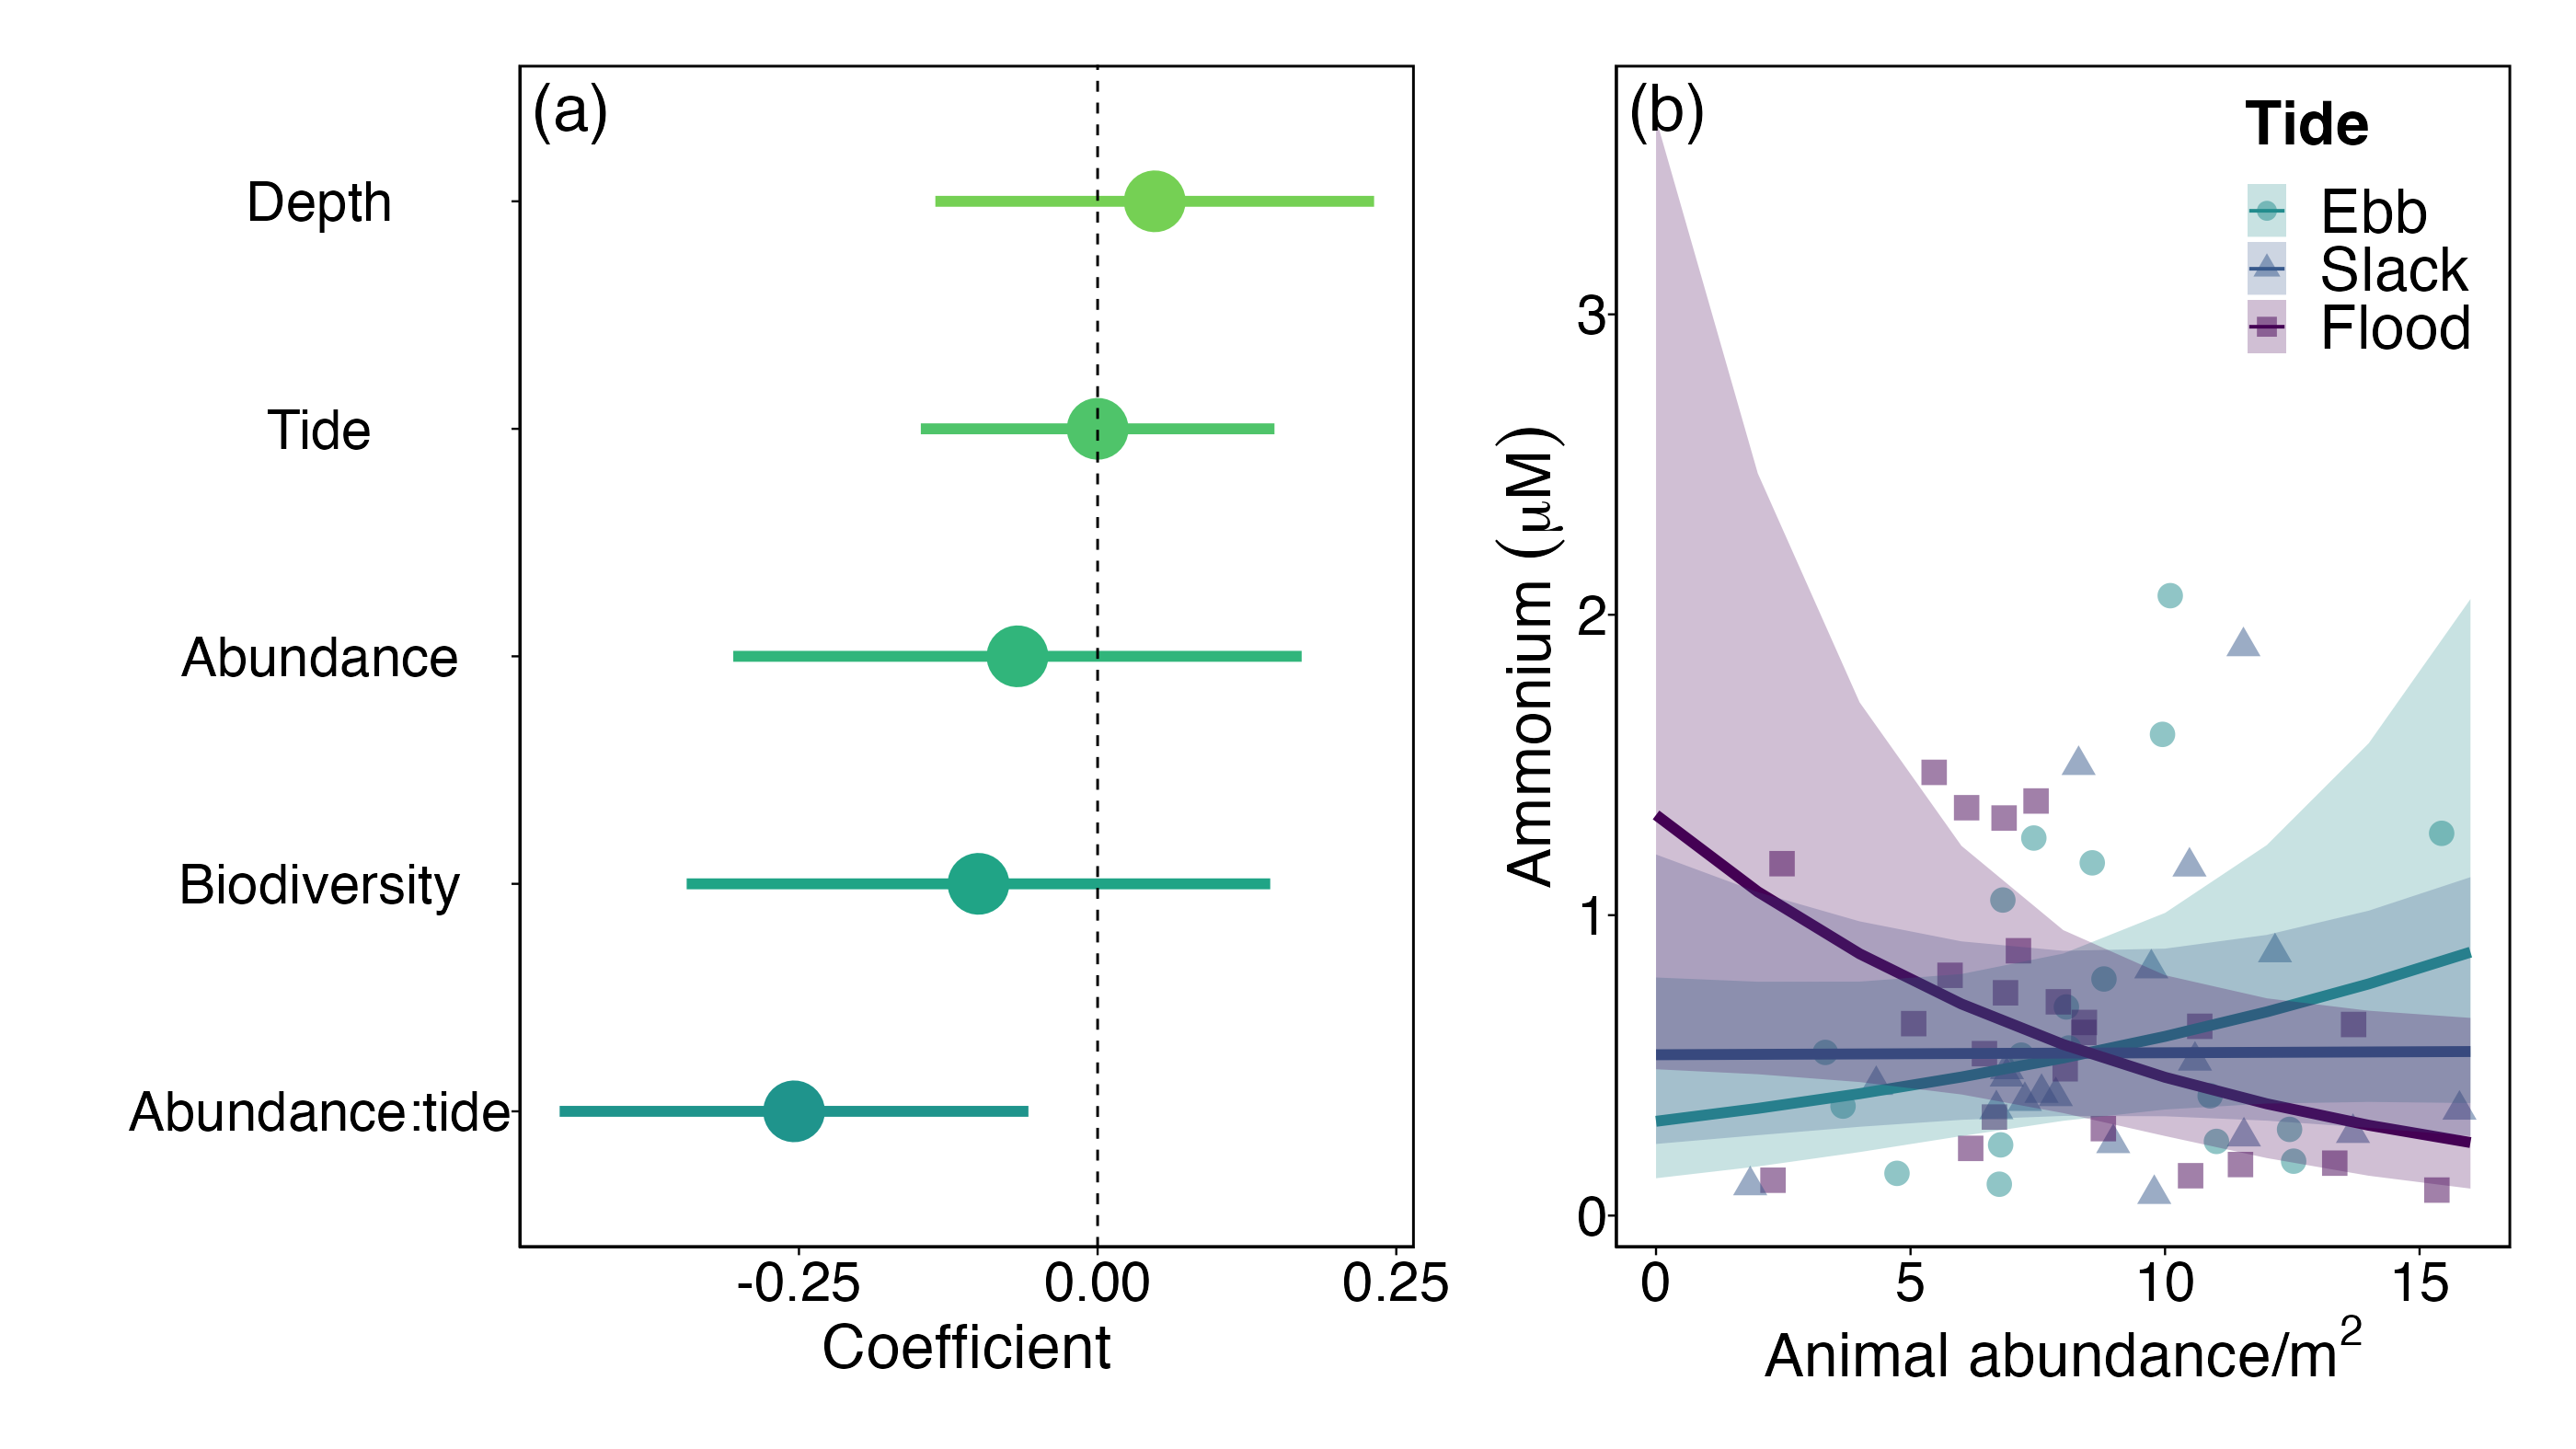 (a)
Depth
Tide
Abundance
Biodiversity
Abundance:tide
-0.25 0.00 0.25
Coefficient
(b)
Tide
Ebb
Slack
Flood
3
2
1
0
Ammonium (μM)
0 5 10 15
Animal abundance/m²